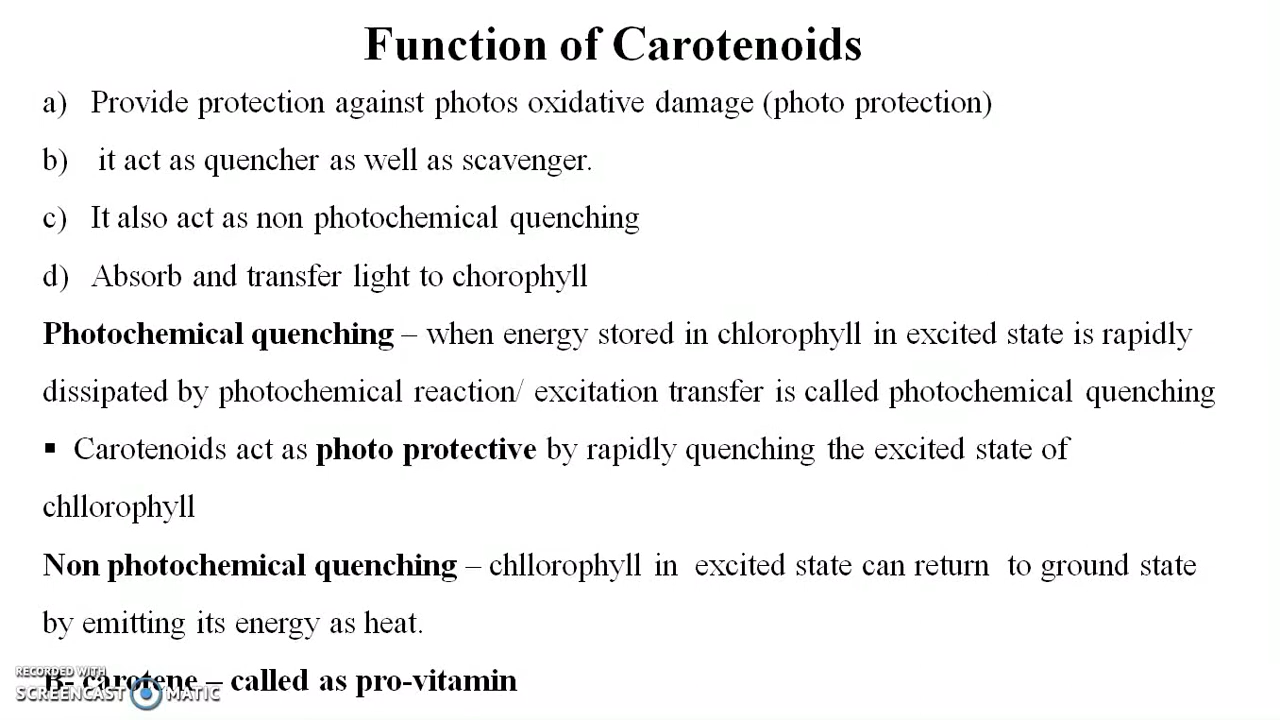 Function of Carotenoids
a) Provide protection against photos oxidative damage (photo protection)
b) it act as quencher as well as scavenger.
c) It also act as non photochemical quenching
d) Absorb and transfer light to chorophyll
Photochemical quenching – when energy stored in chlorophyll in excited state is rapidly
dissipated by photochemical reaction/ excitation transfer is called photochemical quenching
▪ Carotenoids act as photo protective by rapidly quenching the excited state of
chllorophyll
Non photochemical quenching – chllorophyll in excited state can return to ground state
by emitting its energy as heat.
B- carotene – called as pro-vitamin
RECORDED WITH
SCREENCAST MATIC